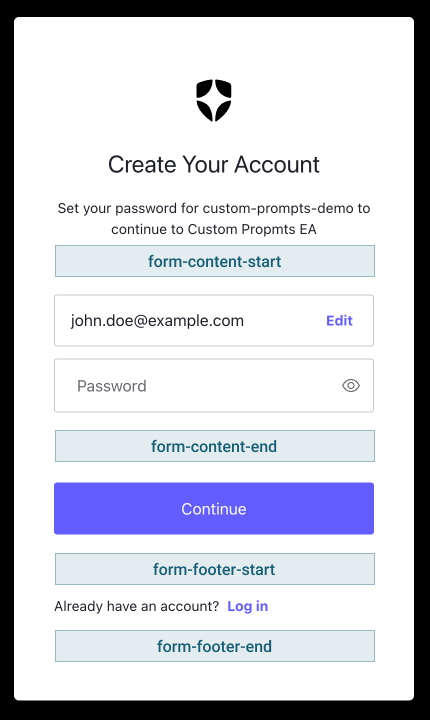 Create Your Account
Set your password for custom-prompts-demo to
continue to Custom Propmts EA
form-content-start
john.doe@example.com Edit
Password
form-content-end
Continue
form-footer-start
Already have an account? Log in
form-footer-end